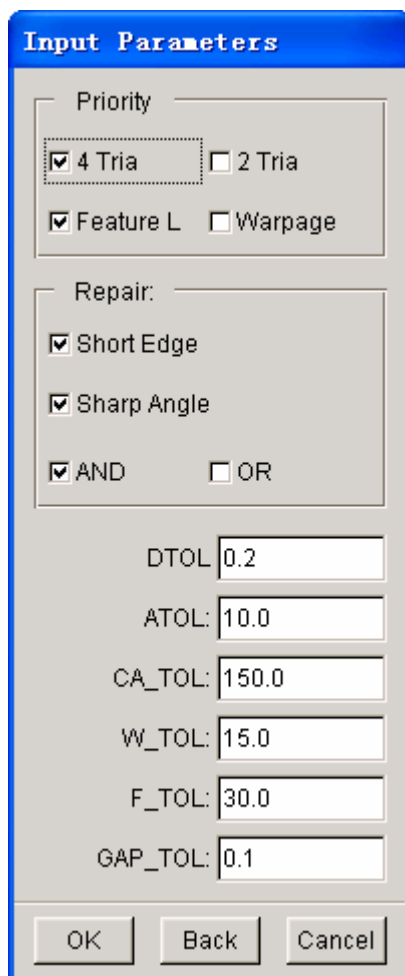 Input Parameters
Priority
4 Tria 2 Tria
Feature L Warpage
Repair:
Short Edge
Sharp Angle
AND OR
DTOL 0.2
ATOL: 10.0
CA_TOL: 150.0
W_TOL: 15.0
F_TOL: 30.0
GAP_TOL: 0.1
OK Back Cancel